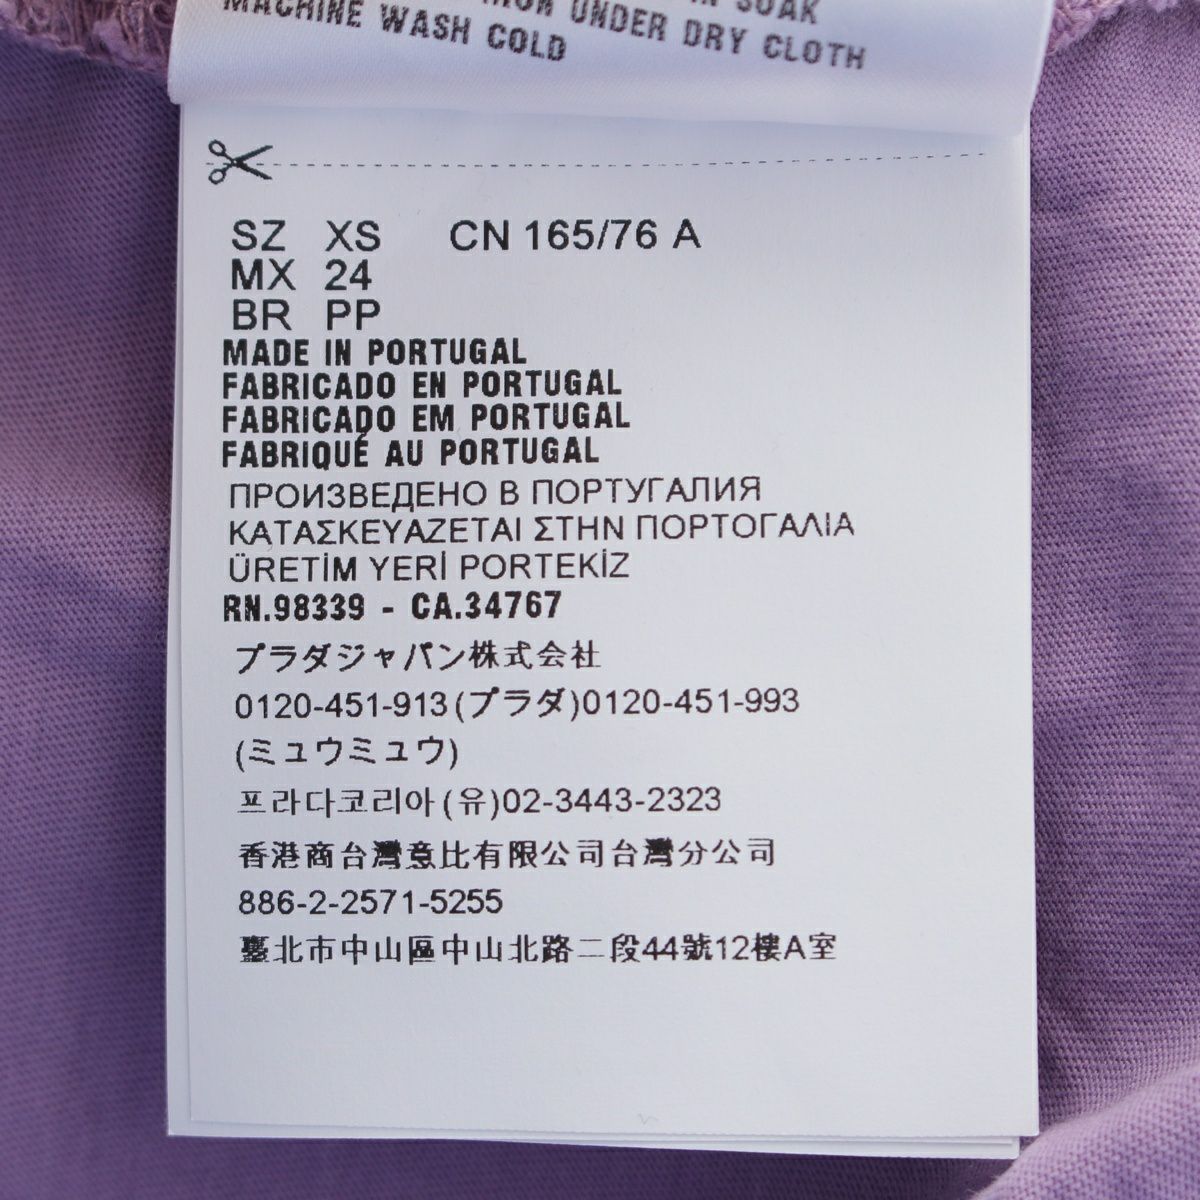 SOAK
UNDER DRY CLOTH
MACHINE WASH COLD
SZ XS CN 165/76 A
MX 24
BR PP
MADE IN PORTUGAL
FABRICADO EN PORTUGAL
FABRICADO EM PORTUGAL
FABRIQUÉ AU PORTUGAL
ПРОИЗВЕДЕНО В ПОРТУГАЛИЯ
ΚΑΤΑΣΚΕΥΑΖΕΤΑΙ ΣΤΗΝ ΠΟΡΤΟΓΑΛΙΑ
ÜRETİM YERİ PORTEKİZ
RN.98339 - CA.34767
プラダジャパン株式会社
0120-451-913(プラダ)0120-451-993
(ミュウミュウ)
프라다코리아(유)02-3443-2323
香港商台灣意比有限公司台灣分公司
886-2-2571-5255
臺北市中山區中山北路二段44號12樓A室